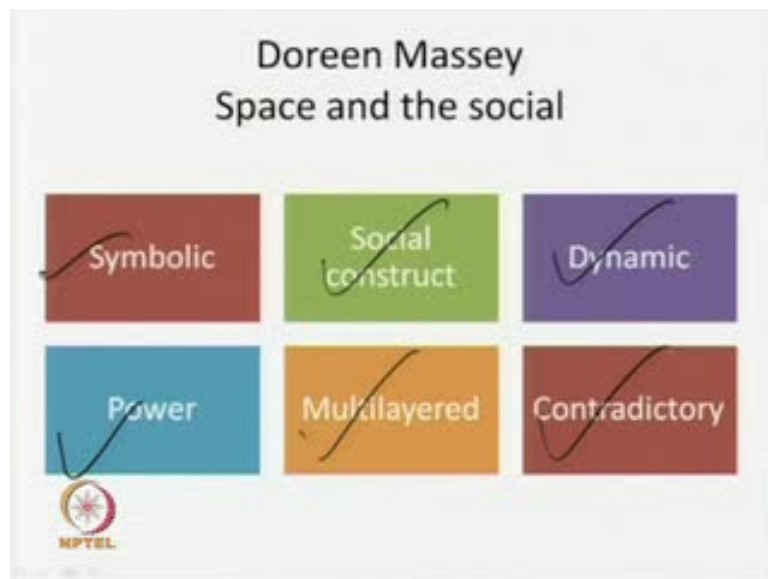 Doreen Massey
Space and the social
Symbolic
Social
construct
Dynamic
Power
Multilayered
Contradictory
NPTEL